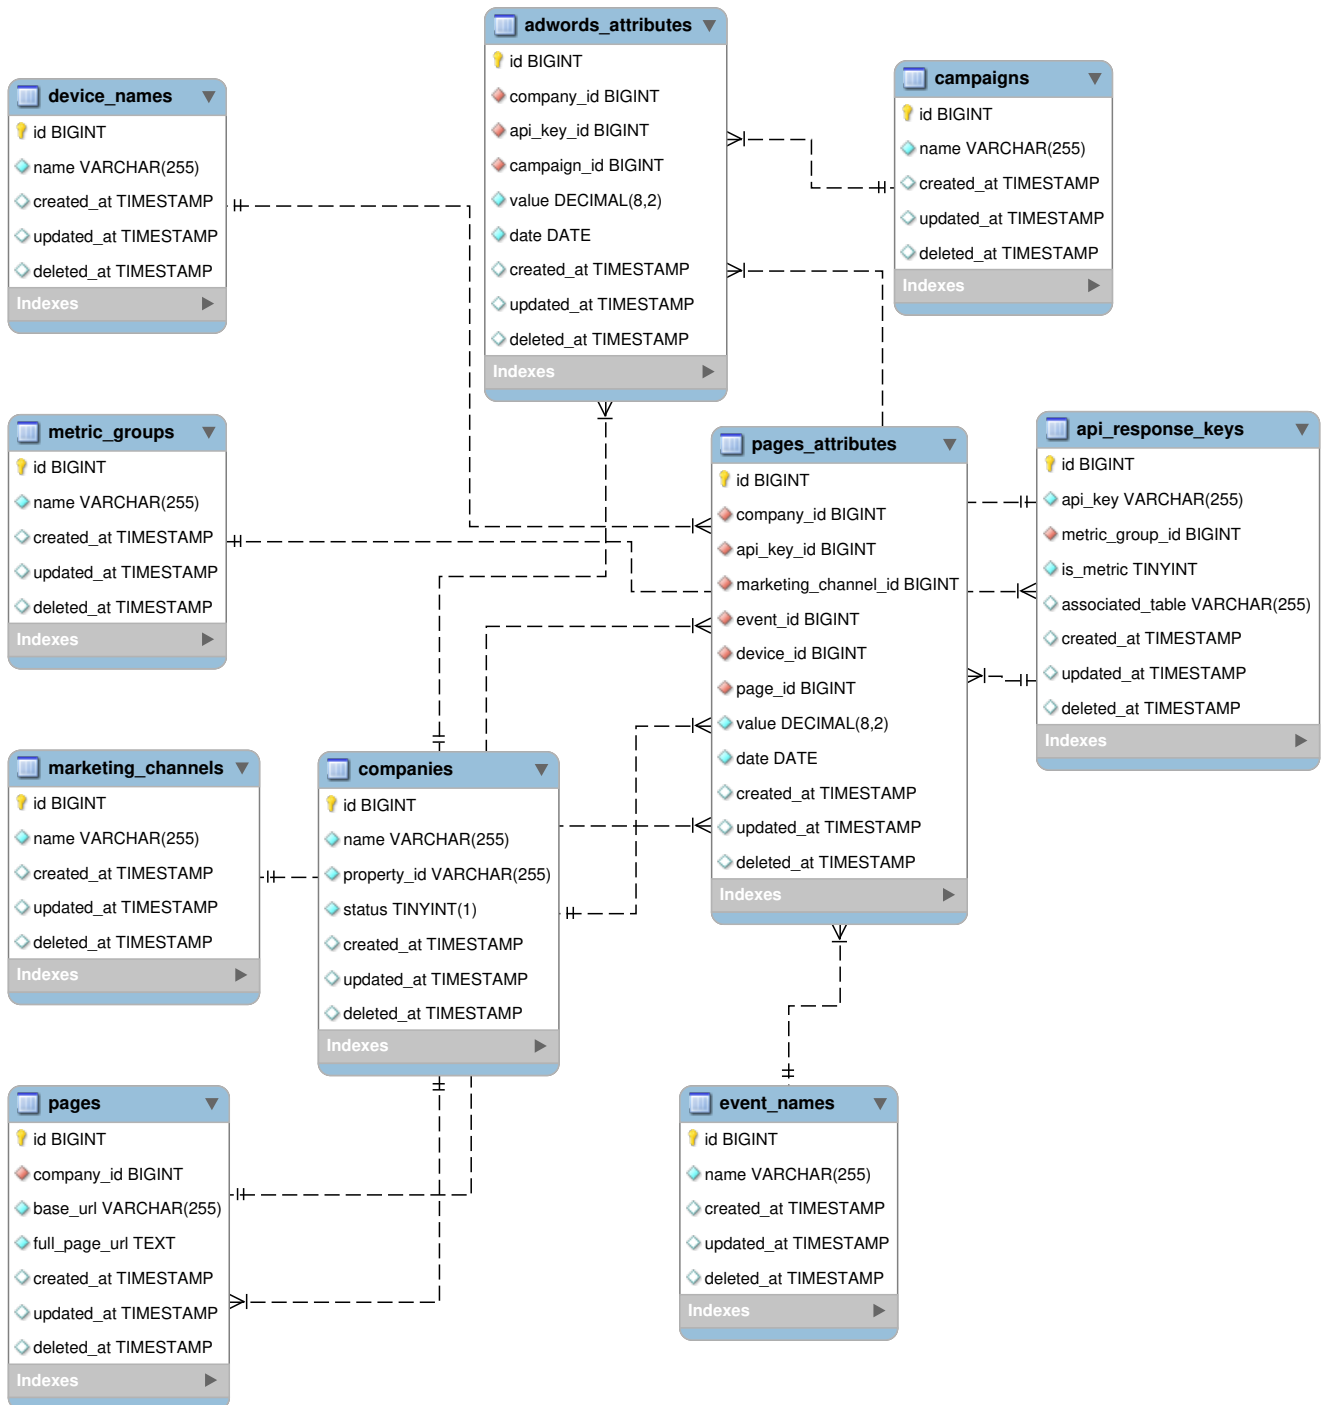 adwords_attributes
id BIGINT
company_id BIGINT
api_key_id BIGINT
campaign_id BIGINT
value DECIMAL(8,2)
date DATE
created_at TIMESTAMP
updated_at TIMESTAMP
deleted_at TIMESTAMP
Indexes
campaigns
id BIGINT
name VARCHAR(255)
created_at TIMESTAMP
updated_at TIMESTAMP
deleted_at TIMESTAMP
Indexes
device_names
id BIGINT
name VARCHAR(255)
created_at TIMESTAMP
updated_at TIMESTAMP
deleted_at TIMESTAMP
Indexes
metric_groups
id BIGINT
name VARCHAR(255)
created_at TIMESTAMP
updated_at TIMESTAMP
deleted_at TIMESTAMP
Indexes
pages_attributes
id BIGINT
company_id BIGINT
api_key_id BIGINT
marketing_channel_id BIGINT
event_id BIGINT
device_id BIGINT
page_id BIGINT
value DECIMAL(8,2)
date DATE
created_at TIMESTAMP
updated_at TIMESTAMP
deleted_at TIMESTAMP
Indexes
api_response_keys
id BIGINT
api_key VARCHAR(255)
metric_group_id BIGINT
is_metric TINYINT
associated_table VARCHAR(255)
created_at TIMESTAMP
updated_at TIMESTAMP
deleted_at TIMESTAMP
Indexes
marketing_channels
id BIGINT
name VARCHAR(255)
created_at TIMESTAMP
updated_at TIMESTAMP
deleted_at TIMESTAMP
Indexes
companies
id BIGINT
name VARCHAR(255)
property_id VARCHAR(255)
status TINYINT(1)
created_at TIMESTAMP
updated_at TIMESTAMP
deleted_at TIMESTAMP
Indexes
pages
id BIGINT
company_id BIGINT
base_url VARCHAR(255)
full_page_url TEXT
created_at TIMESTAMP
updated_at TIMESTAMP
deleted_at TIMESTAMP
Indexes
event_names
id BIGINT
name VARCHAR(255)
created_at TIMESTAMP
updated_at TIMESTAMP
deleted_at TIMESTAMP
Indexes